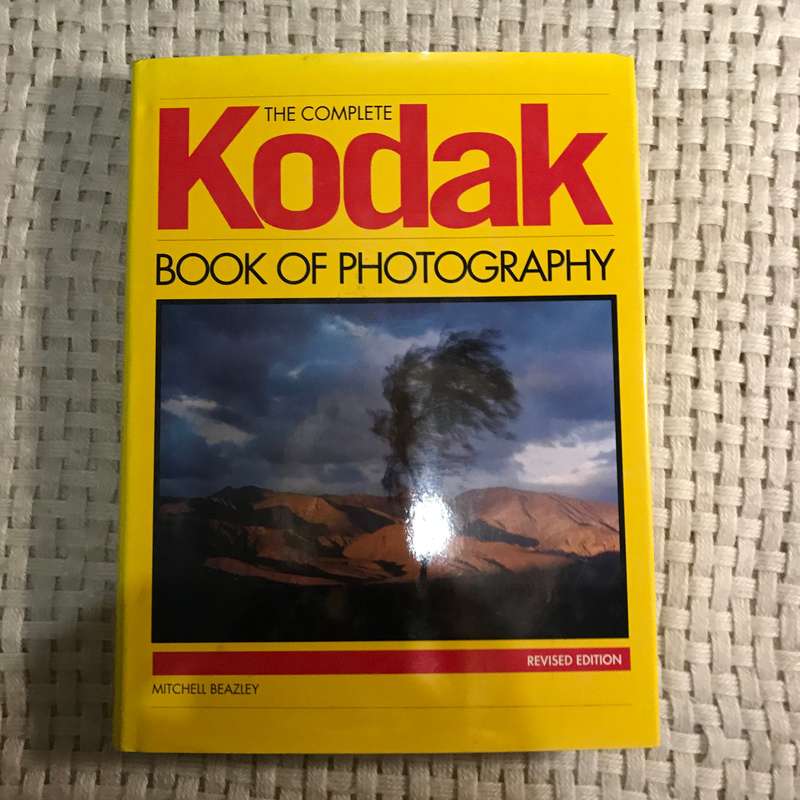 THE COMPLETE
Kodak
BOOK OF PHOTOGRAPHY
REVISED EDITION
MITCHELL BEAZLEY